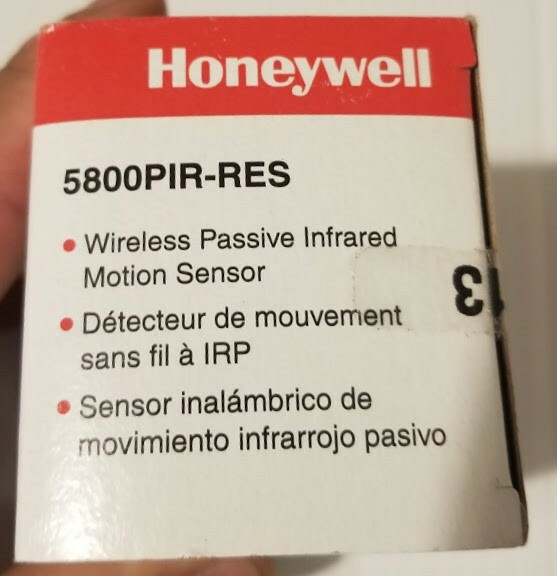 Honeywell
5800PIR-RES
• Wireless Passive Infrared
Motion Sensor
• Détecteur de mouvement
sans fil à IRP
• Sensor inalámbrico de
movimiento infrarrojo pasivo
13